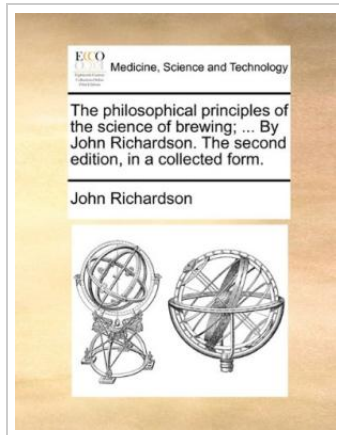 ECCO
Medicine, Science and Technology
The philosophical principles of
the science of brewing; ... By
John Richardson. The second
edition, in a collected form.
John Richardson